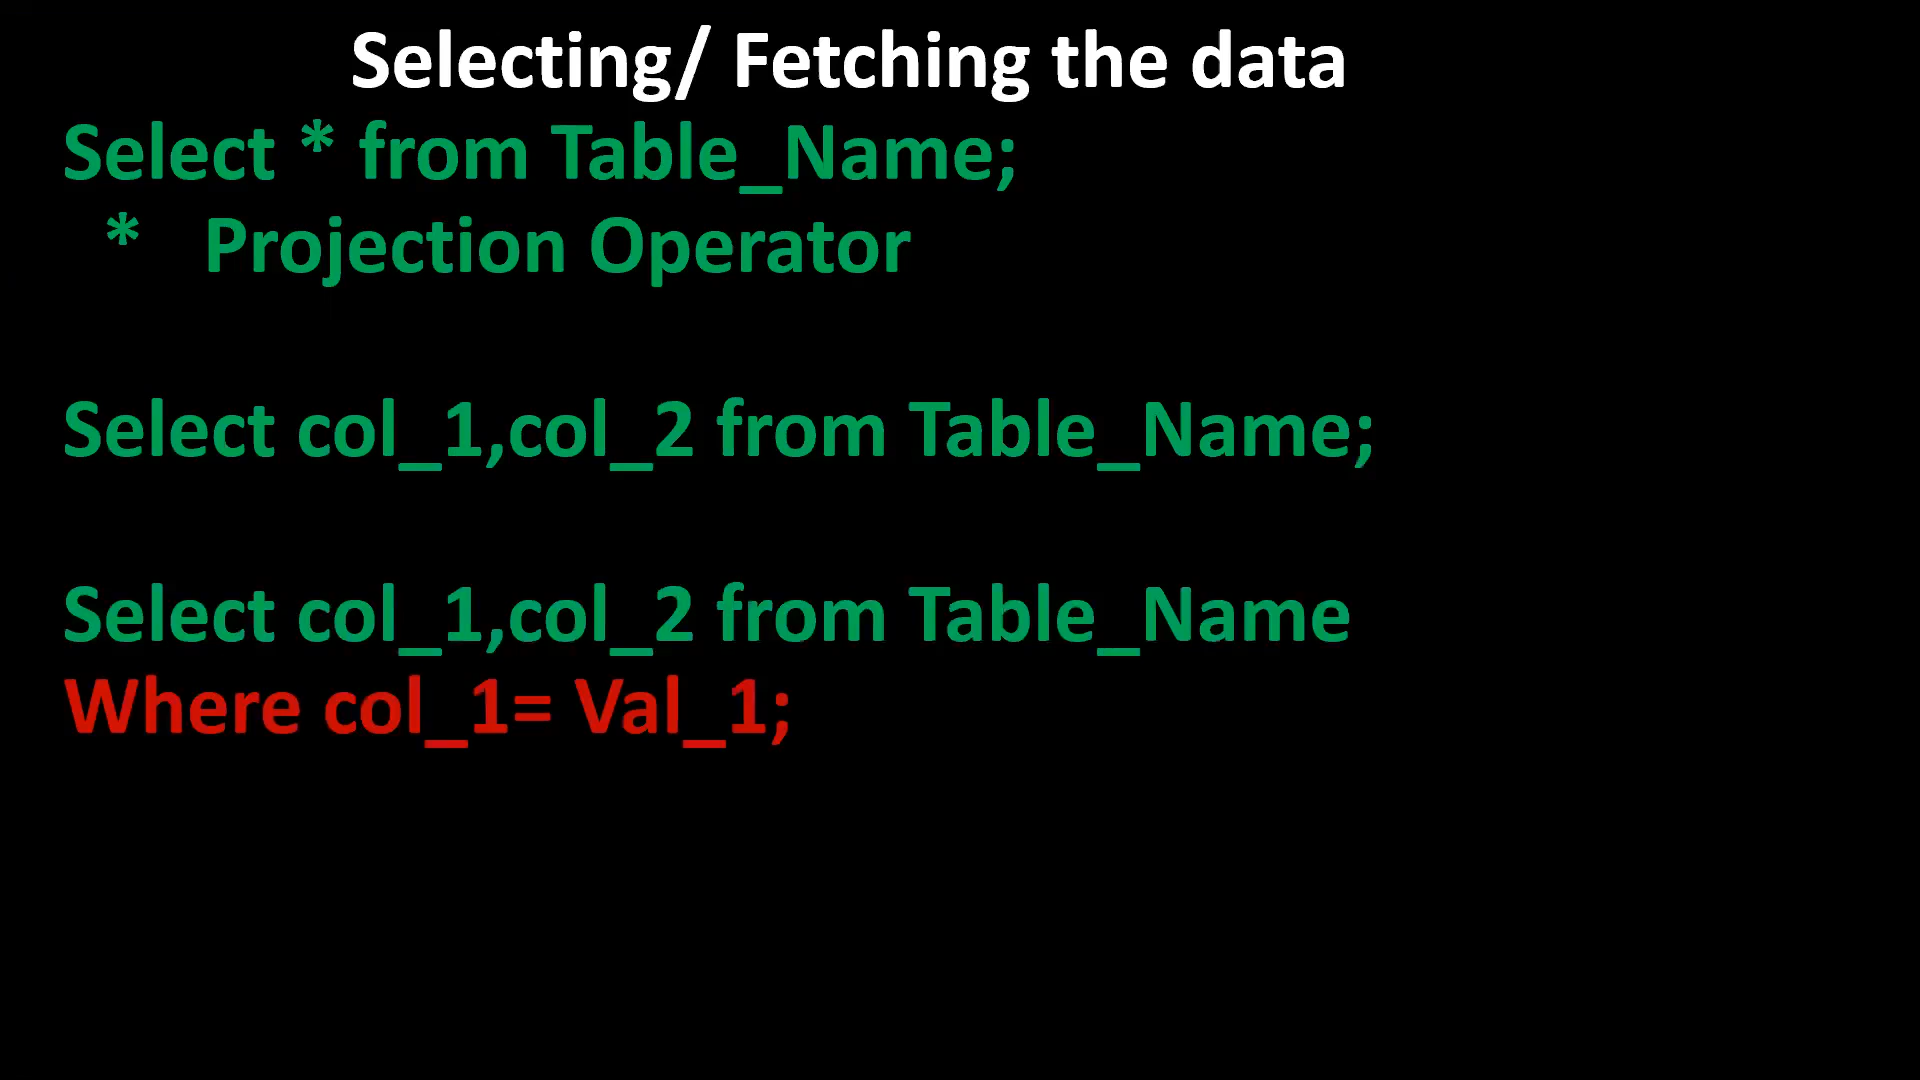 Selecting/ Fetching the data
Select * from Table_Name;
* Projection Operator
Select col_1,col_2 from Table_Name;
Select col_1,col_2 from Table_Name
Where col_1= Val_1;